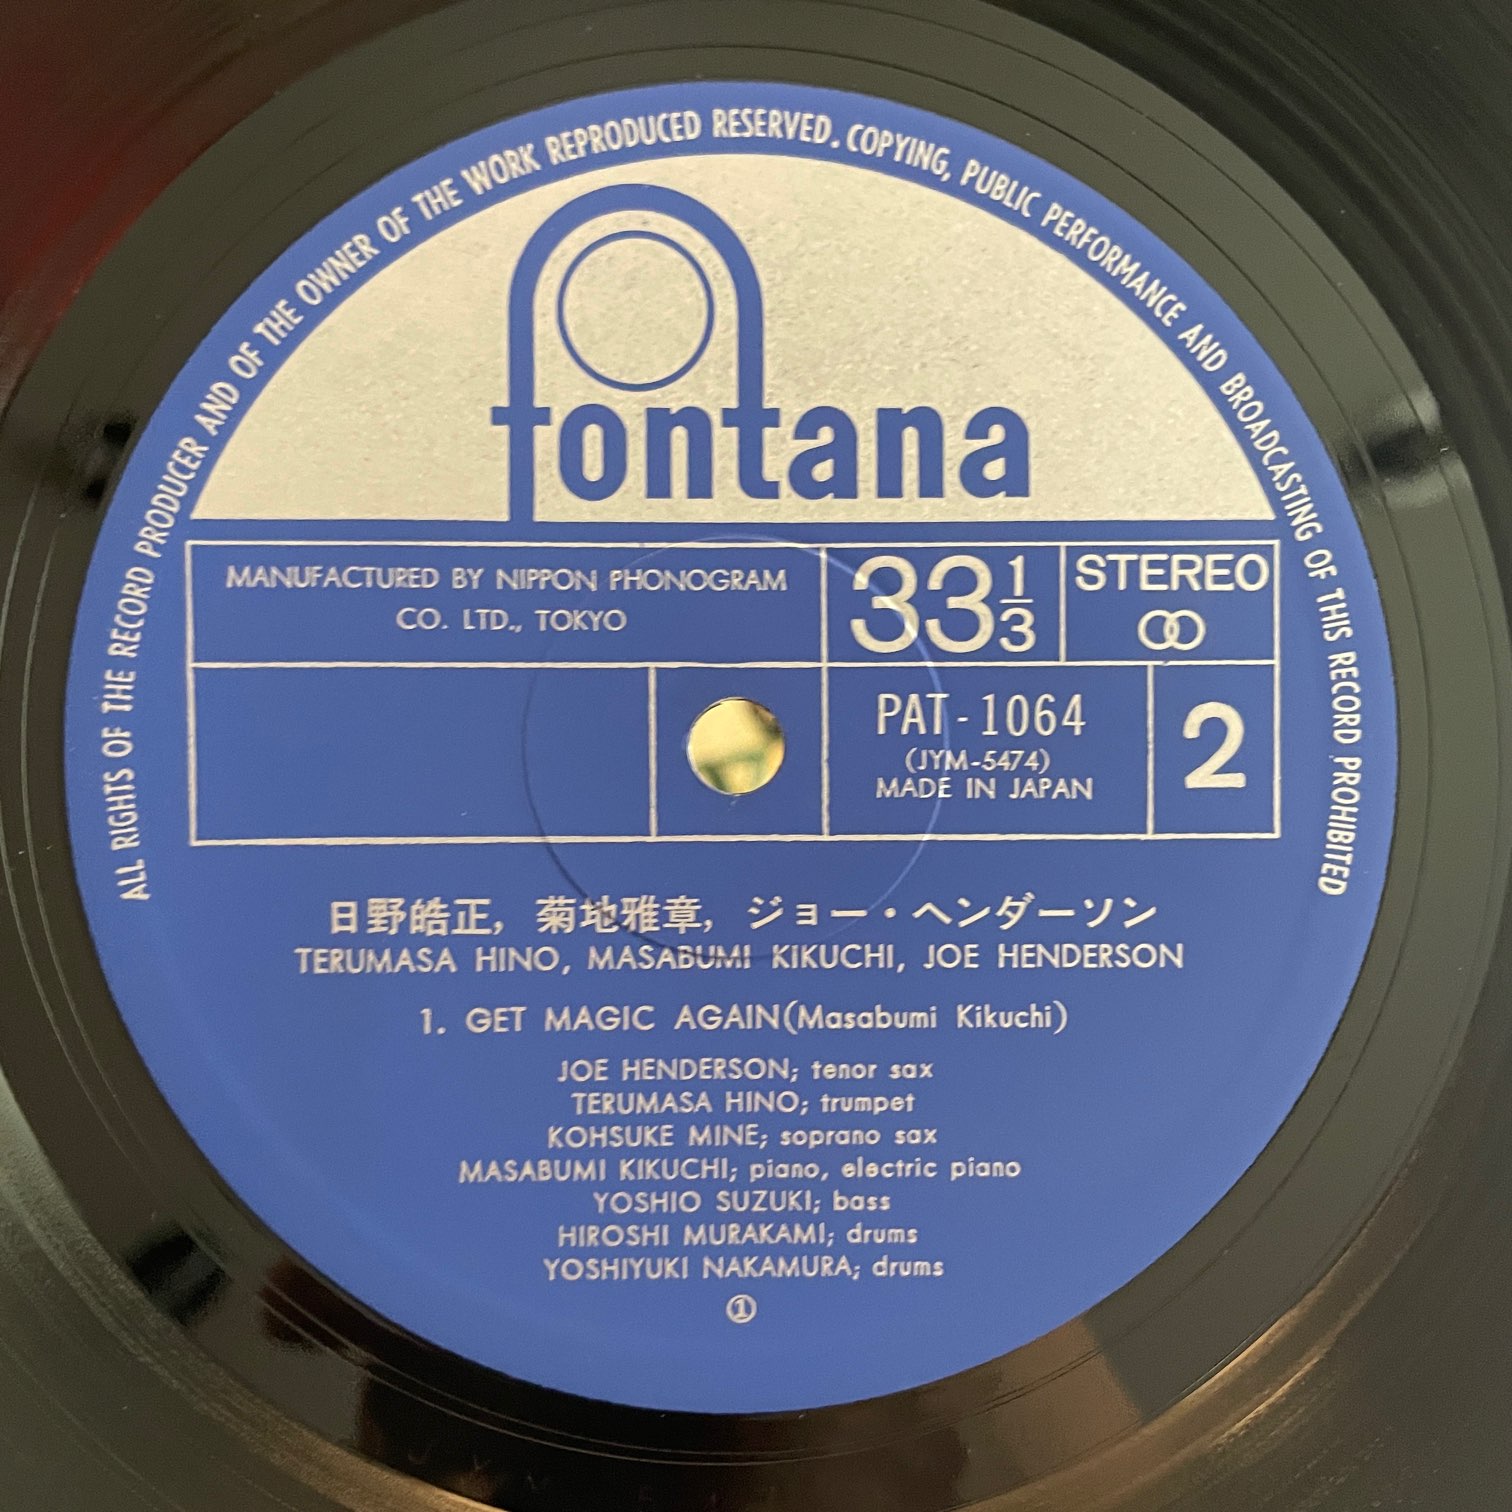 ALL RIGHTS OF THE RECORD PRODUCER AND OF THE OWNER OF THE WORK REPRODUCED RESERVED. COPYING, PUBLIC PERFORMANCE AND BROADCASTING OF THIS RECORD PROHIBITED
fontana
MANUFACTURED BY NIPPON PHONOGRAM
CO. LTD., TOKYO
33 1/3
STEREO
PAT-1064
(JYM-5474)
MADE IN JAPAN
2
日野皓正, 菊地雅章, ジョー・ヘンダーソン
TERUMASA HINO, MASABUMI KIKUCHI, JOE HENDERSON
1. GET MAGIC AGAIN(Masabumi Kikuchi)
JOE HENDERSON; tenor sax
TERUMASA HINO; trumpet
KOHSUKE MINE; soprano sax
MASABUMI KIKUCHI; piano, electric piano
YOSHIO SUZUKI; bass
HIROSHI MURAKAMI; drums
YOSHIYUKI NAKAMURA; drums
①